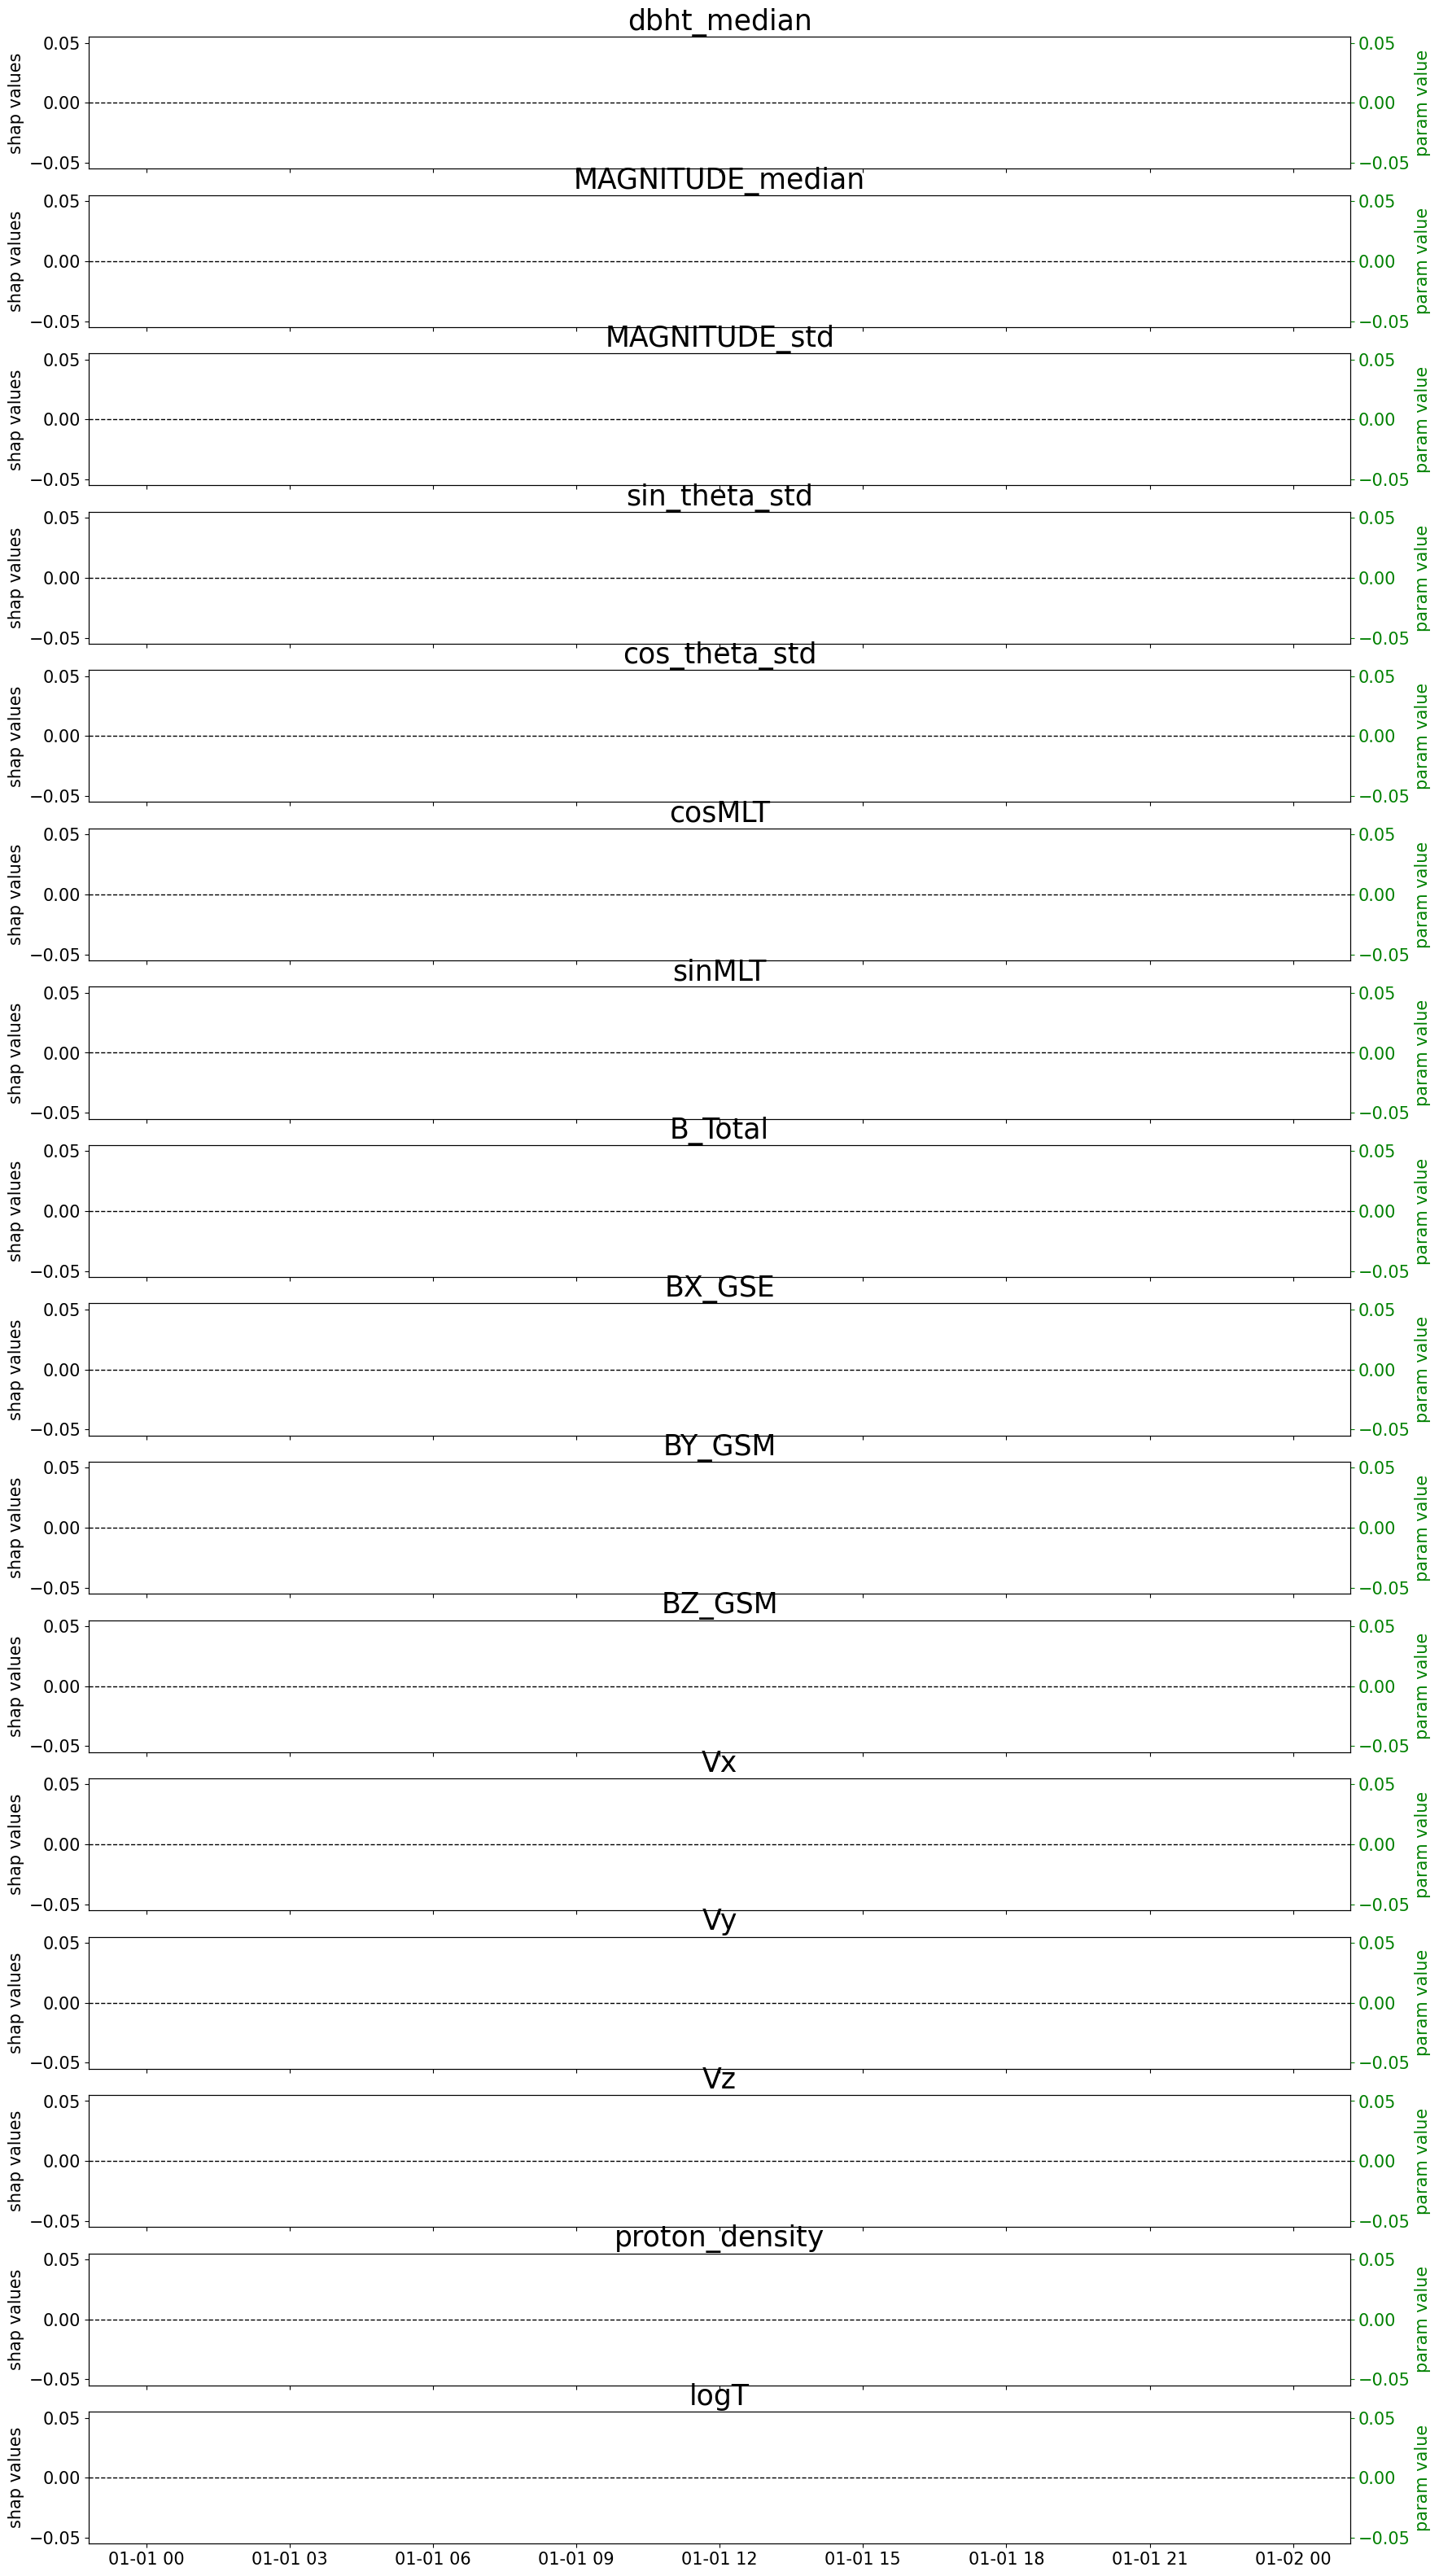 dbht_median
0.05 0.05
shap values 0.00 0.00 param value
−0.05 −0.05
MAGNITUDE_median
0.05 0.05
shap values 0.00 0.00 param value
−0.05 −0.05
MAGNITUDE_std
0.05 0.05
shap values 0.00 0.00 param value
−0.05 −0.05
sin_theta_std
0.05 0.05
shap values 0.00 0.00 param value
−0.05 −0.05
cos_theta_std
0.05 0.05
shap values 0.00 0.00 param value
−0.05 −0.05
cosMLT
0.05 0.05
shap values 0.00 0.00 param value
−0.05 −0.05
sinMLT
0.05 0.05
shap values 0.00 0.00 param value
−0.05 −0.05
B_Total
0.05 0.05
shap values 0.00 0.00 param value
−0.05 −0.05
BX_GSE
0.05 0.05
shap values 0.00 0.00 param value
−0.05 −0.05
BY_GSM
0.05 0.05
shap values 0.00 0.00 param value
−0.05 −0.05
BZ_GSM
0.05 0.05
shap values 0.00 0.00 param value
−0.05 −0.05
Vx
0.05 0.05
shap values 0.00 0.00 param value
−0.05 −0.05
Vy
0.05 0.05
shap values 0.00 0.00 param value
−0.05 −0.05
Vz
0.05 0.05
shap values 0.00 0.00 param value
−0.05 −0.05
proton_density
0.05 0.05
shap values 0.00 0.00 param value
−0.05 −0.05
logT
0.05 0.05
shap values 0.00 0.00 param value
−0.05 −0.05
01-01 00 01-01 03 01-01 06 01-01 09 01-01 12 01-01 15 01-01 18 01-01 21 01-02 00